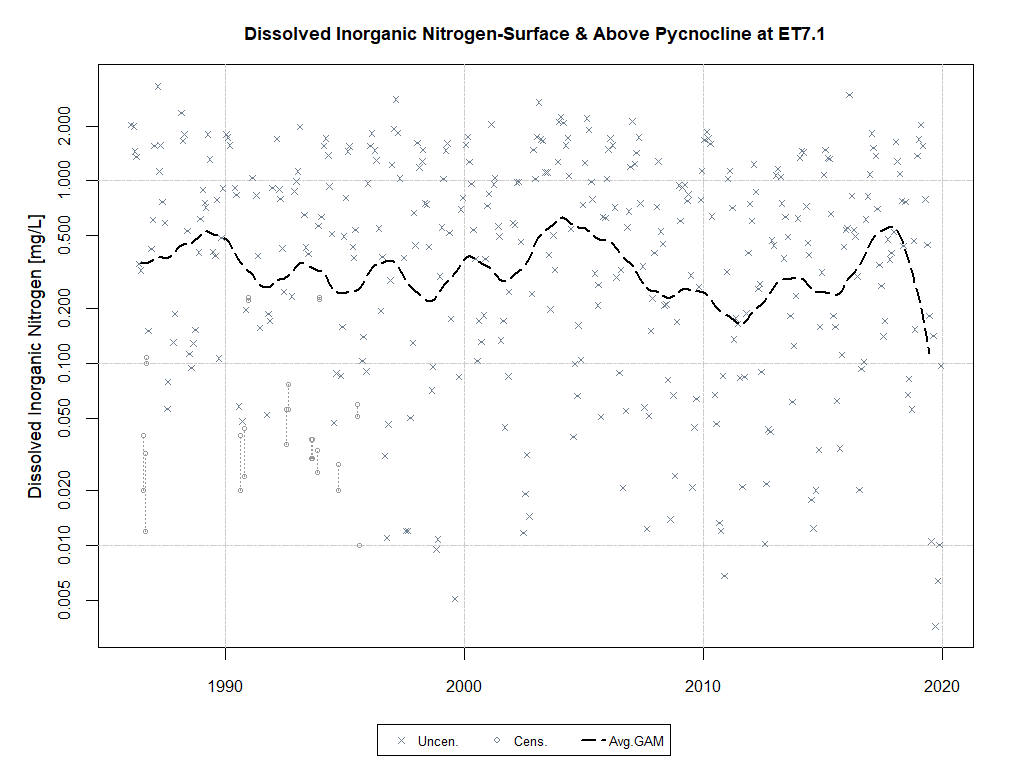 Dissolved Inorganic Nitrogen-Surface & Above Pycnocline at ET7.1
Dissolved Inorganic Nitrogen [mg/L]
2.000
1.000
0.500
0.200
0.100
0.050
0.020
0.010
0.005
1990 2000 2010 2020
Uncen. Cens. Avg.GAM